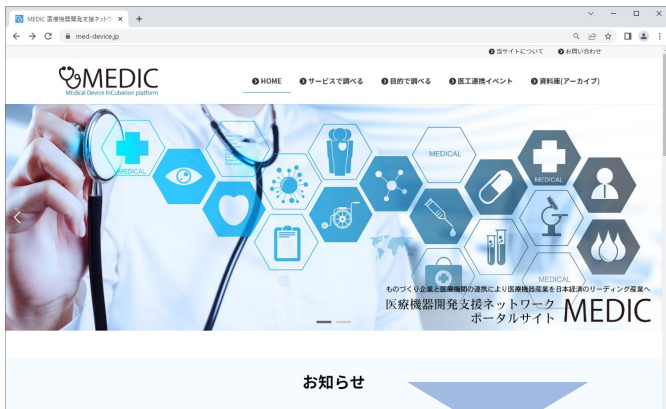 MEDIC 医療機器開発支援ネットワ
med-device.jp
当サイトについて お問い合わせ
MEDIC
MEdical Device InCubation platform
HOME サービスで調べる 目的で調べる 医工連携イベント 資料庫(アーカイブ)
MEDICAL
MEDICAL
MEDICAL
MEDICAL
ものづくり企業と医療機関の連携により医療機器産業を日本経済のリーディング産業へ
医療機器開発支援ネットワーク
ポータルサイト MEDIC
お知らせ